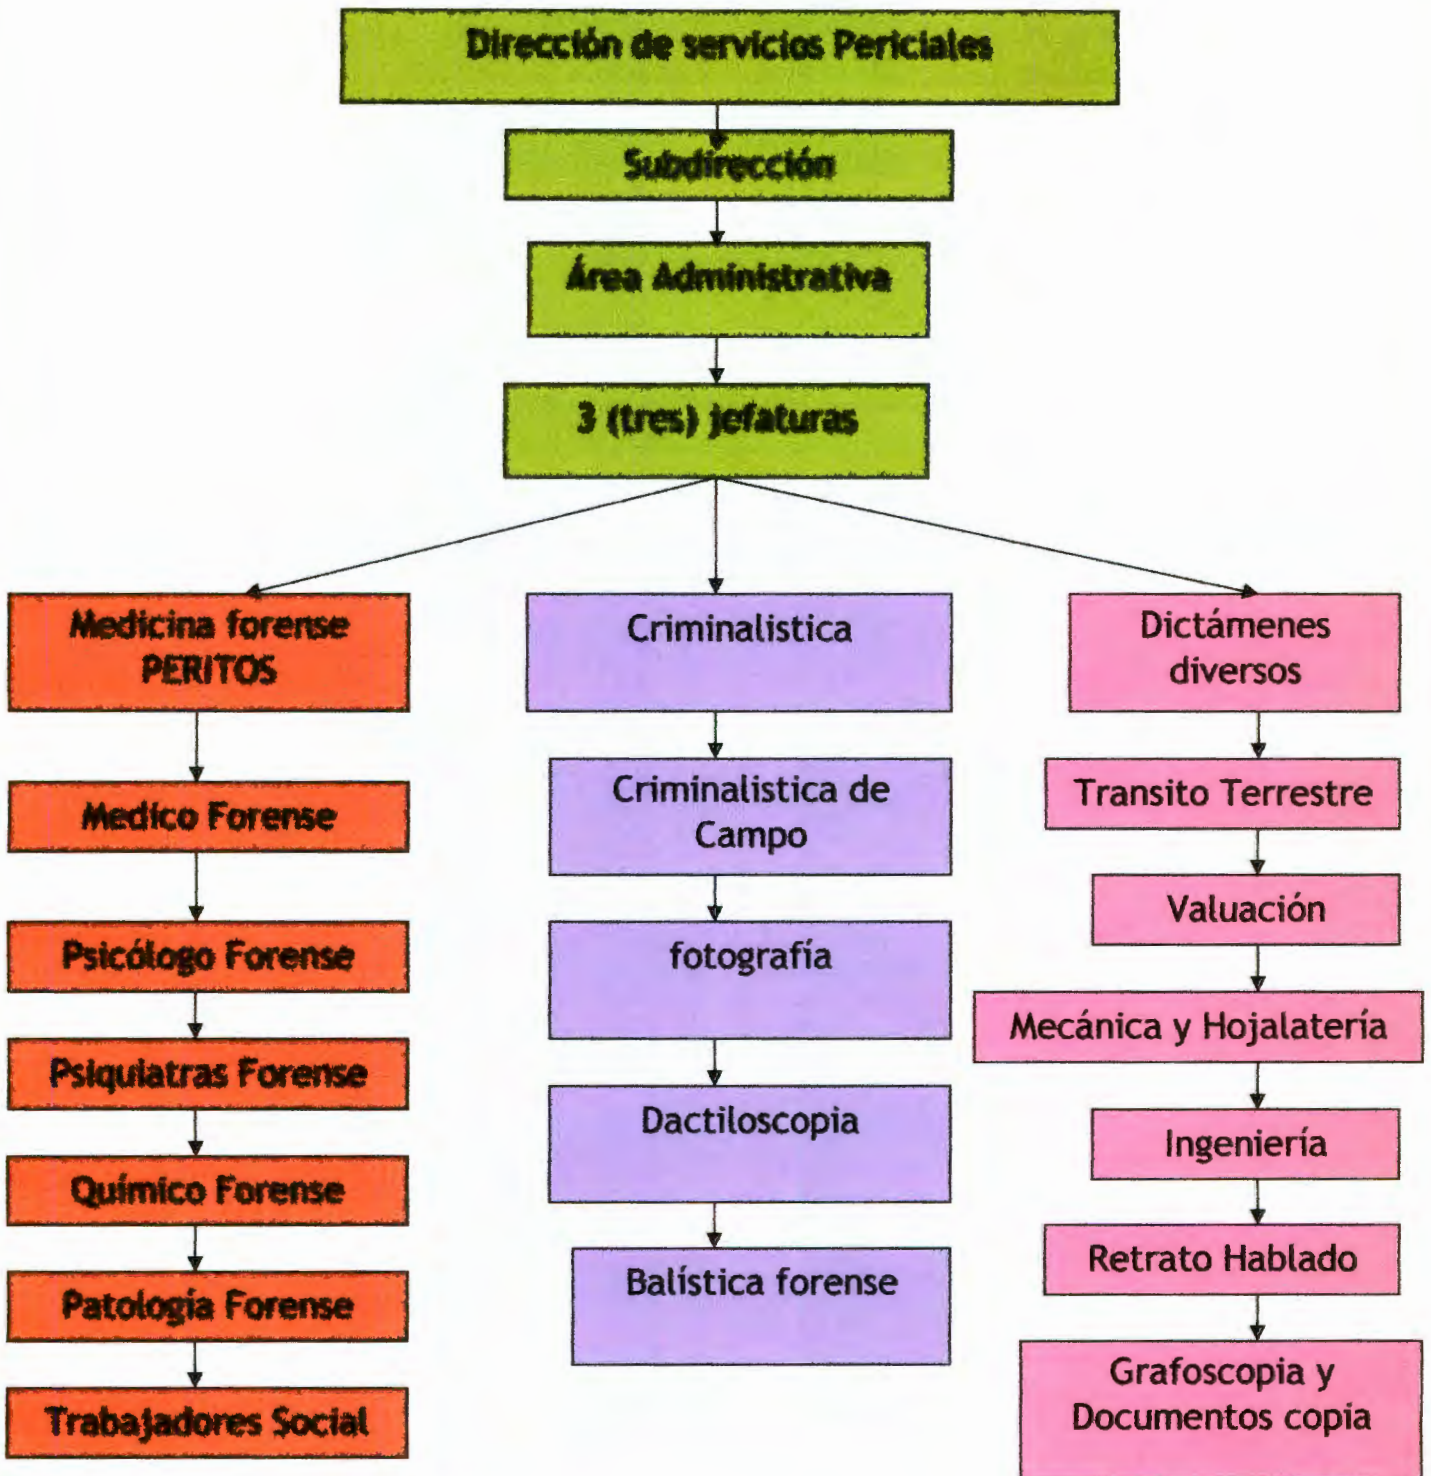 Dirección de servicios Periciales
Subdirección
Área Administrativa
3 (tres) jefaturas
Medicina forense
PERITOS
Medico Forense
Psicólogo Forense
Psiquiatras Forense
Químico Forense
Patología Forense
Trabajadores Social
Criminalistica
Criminalistica de
Campo
fotografía
Dactiloscopia
Balística forense
Dictámenes
diversos
Transito Terrestre
Valuación
Mecánica y Hojalatería
Ingeniería
Retrato Hablado
Grafoscopia y
Documentos copia